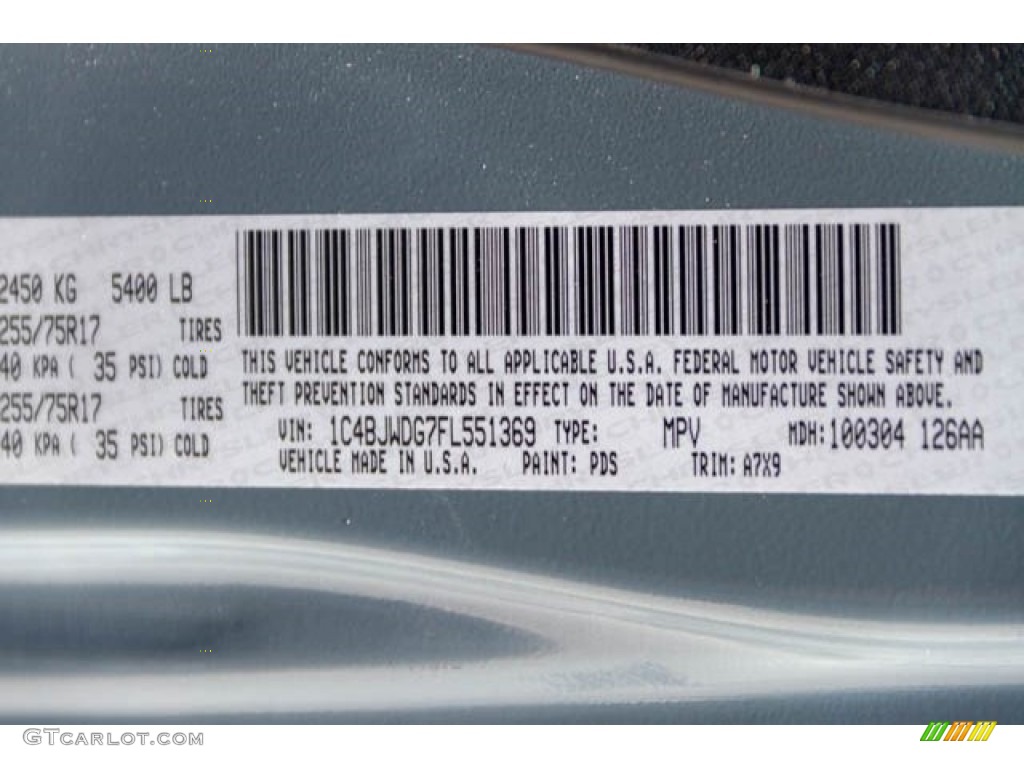 2450 KG 5400 LB
255/75R17 TIRES
40 KPA ( 35 PSI) COLD
255/75R17 TIRES
40 KPA ( 35 PSI) COLD
THIS VEHICLE CONFORMS TO ALL APPLICABLE U.S.A. FEDERAL MOTOR VEHICLE SAFETY AND
THEFT PREVENTION STANDARDS IN EFFECT ON THE DATE OF MANUFACTURE SHOWN ABOVE.
VIN: 1C4BJWDG7FL551369 TYPE: MPV MDH:100304 126AA
VEHICLE MADE IN U.S.A. PAINT: PDS TRIM: A7X9
GTCarLot.com